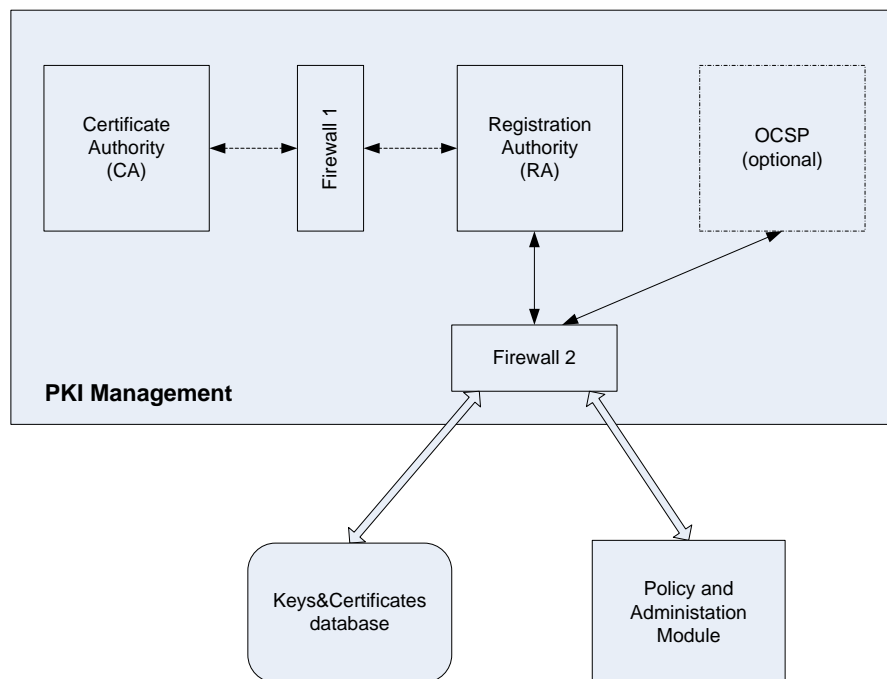 Certificate
Authority
(CA)
Firewall 1
Registration
Authority
(RA)
OCSP
(optional)
Firewall 2
PKI Management
Keys&Certificates
database
Policy and
Administation
Module